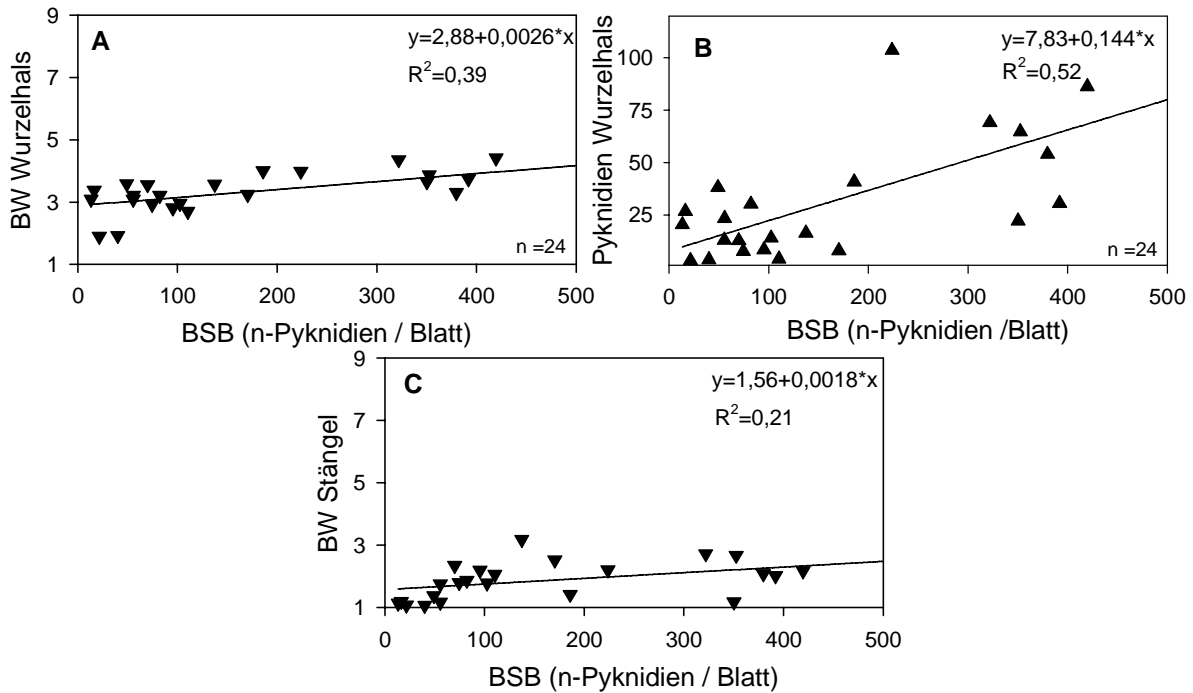 A
y=2,88+0,0026*x
R²=0,39
BW Wurzelhals
9
7
5
3
1
n =24
0 100 200 300 400 500
BSB (n-Pyknidien / Blatt)
B
y=7,83+0,144*x
R²=0,52
Pyknidien Wurzelhals
100
75
50
25
n =24
0 100 200 300 400 500
BSB (n-Pyknidien /Blatt)
C
y=1,56+0,0018*x
R²=0,21
BW Stängel
9
7
5
3
1
0 100 200 300 400 500
BSB (n-Pyknidien / Blatt)